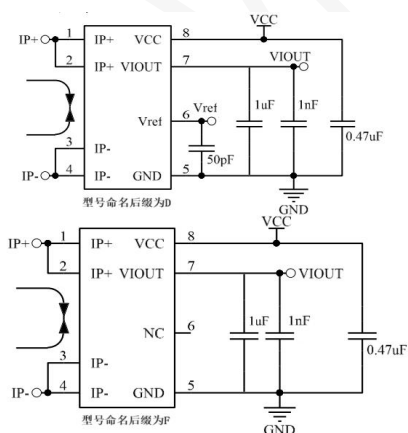 VCC
IP+ 1 IP+ VCC 8
2 IP+ VIOUT 7 VIOUT
Vref 6 Vref 1uF 1nF
50pF 0.47uF
3 IP-
IP- 4 IP- GND 5
型号命名后缀为D GND
VCC
IP+ 1 IP+ VCC 8
2 IP+ VIOUT 7 VIOUT
NC 6 1uF 1nF
3 IP- 0.47uF
IP- 4 IP- GND 5
型号命名后缀为F GND